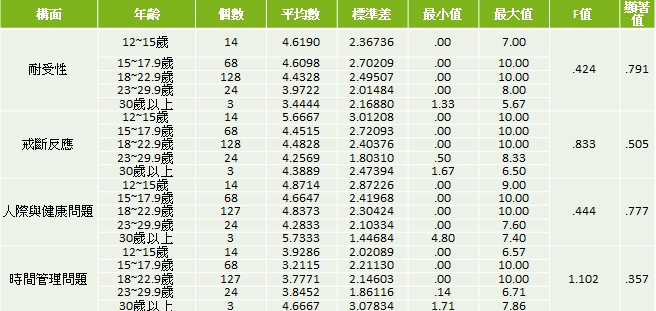 構面 年齡 個數 平均數 標準差 最小值 最大值 F值 顯著值
耐受性 12~15歲 14 4.6190 2.36736 .00 7.00 .424 .791
15~17.9歲 68 4.6098 2.70209 .00 10.00
18~22.9歲 128 4.4328 2.49507 .00 10.00
23~29.9歲 24 3.9722 2.01484 .00 8.00
30歲以上 3 3.4444 2.16880 1.33 5.67
戒斷反應 12~15歲 14 5.6667 3.01208 .00 10.00 .833 .505
15~17.9歲 68 4.4515 2.72093 .00 10.00
18~22.9歲 128 4.4828 2.40376 .00 10.00
23~29.9歲 24 4.2569 1.80310 .50 8.33
30歲以上 3 4.3889 2.47394 1.67 6.50
人際與健康問題 12~15歲 14 4.8714 2.87226 .00 9.00 .444 .777
15~17.9歲 68 4.6647 2.41968 .00 10.00
18~22.9歲 127 4.8373 2.30424 .00 10.00
23~29.9歲 24 4.2833 2.10334 .00 7.60
30歲以上 3 5.7333 1.44684 4.80 7.40
時間管理問題 12~15歲 14 3.9286 2.02089 .00 6.57 1.102 .357
15~17.9歲 68 3.2115 2.21130 .00 10.00
18~22.9歲 127 3.7771 2.14603 .00 10.00
23~29.9歲 24 3.8452 1.86116 .14 6.71
30歲以上 3 4.6667 3.07834 1.71 7.86